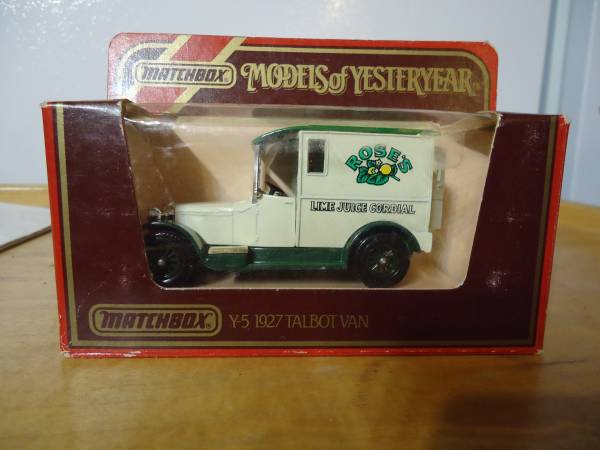 MATCHBOX MODELS of YESTERYEAR
ROSE'S
LIME JUICE CORDIAL
MATCHBOX Y-5 1927 TALBOT VAN